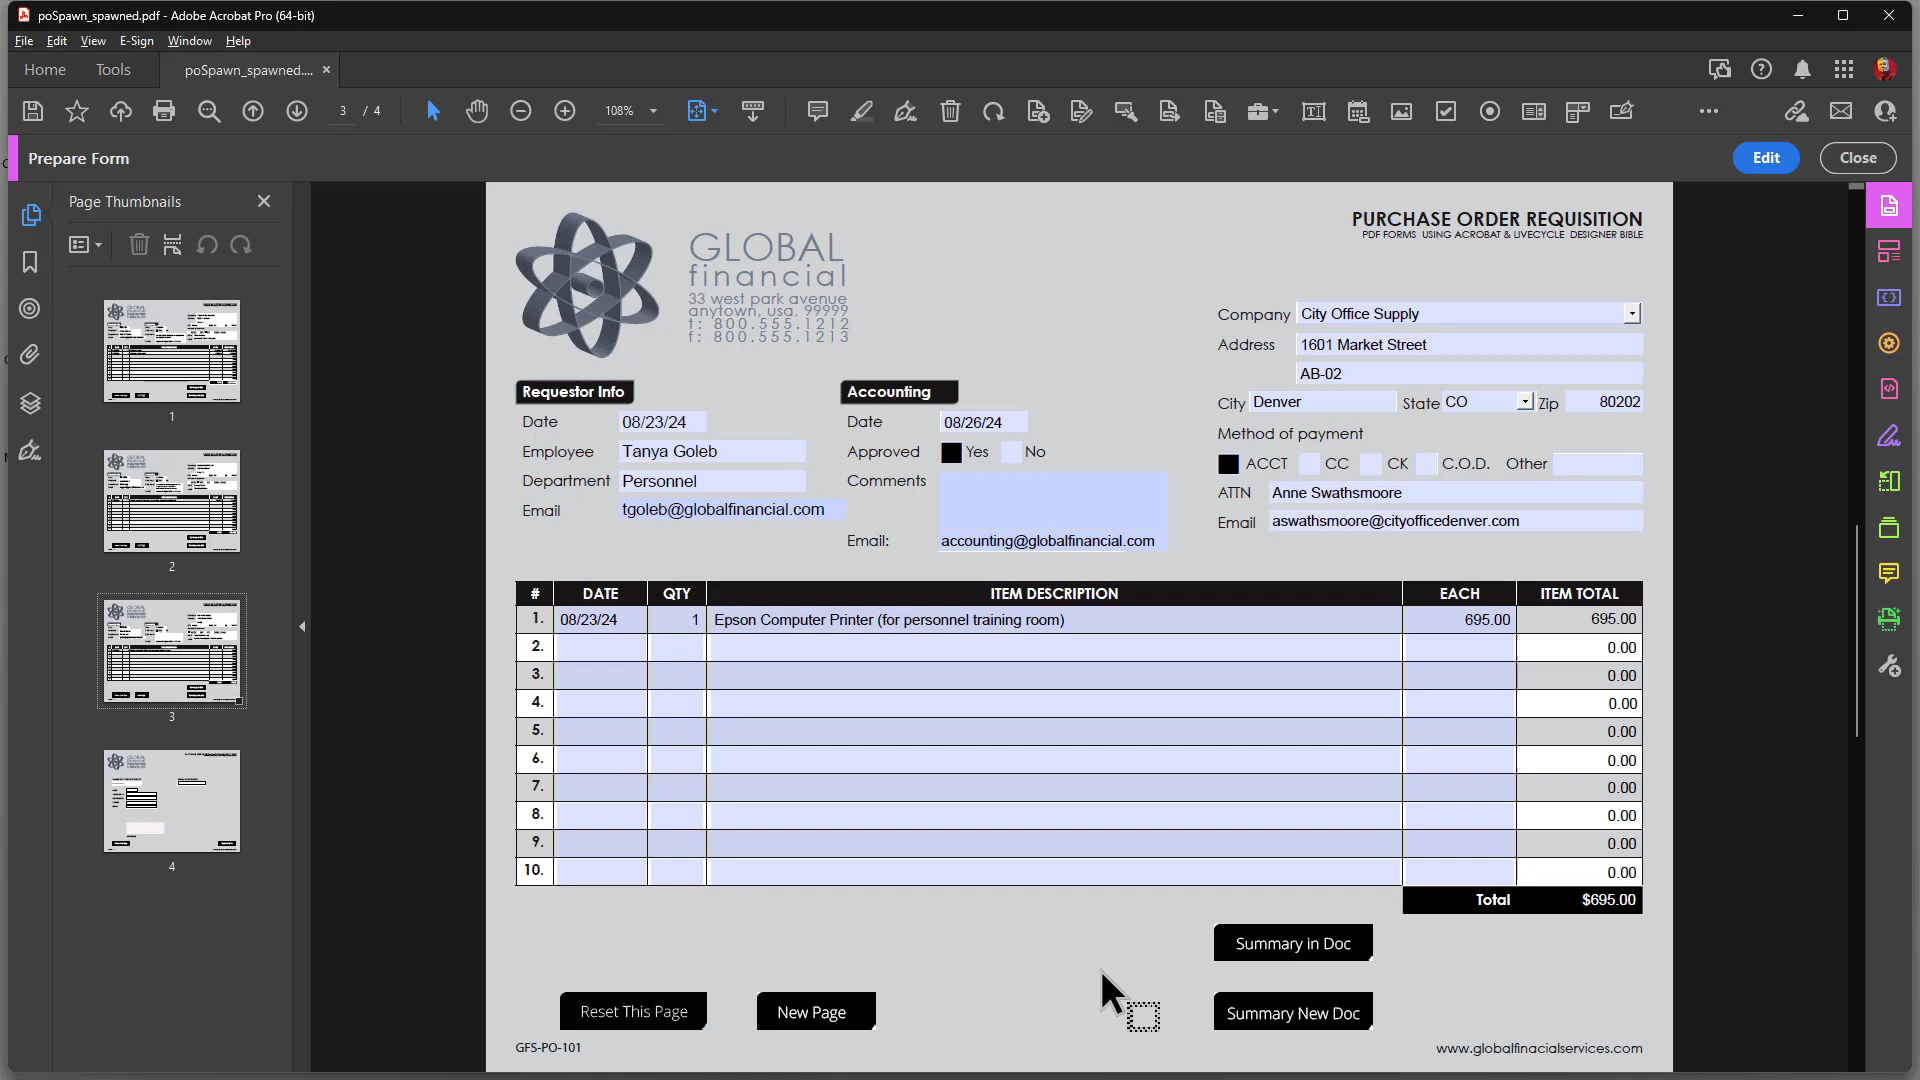 poSpawn_spawned.pdf - Adobe Acrobat Pro (64-bit)
File Edit View E-Sign Window Help
Home Tools poSpawn_spawned....
3 / 4 108%
Prepare Form Edit Close
Page Thumbnails
1
2
3
4
GLOBAL
financial
33 west park avenue
anytown, usa, 99999
t: 800.555.1212
f: 800.555.1213
PURCHASE ORDER REQUISITION
PDF FORMS USING ACROBAT & LIVECYCLE DESIGNER BIBLE
Company City Office Supply
Address 1601 Market Street
AB-02
City Denver State CO Zip 80202
Method of payment
ACCT CC CK C.O.D. Other
ATTN Anne Swathsmoore
Email aswathsmoore@cityofficedenver.com
Requestor Info
Date 08/23/24
Employee Tanya Goleb
Department Personnel
Email tgoleb@globalfinancial.com
Accounting
Date 08/26/24
Approved Yes No
Comments
Email: accounting@globalfinancial.com
# DATE QTY ITEM DESCRIPTION EACH ITEM TOTAL
1. 08/23/24 1 Epson Computer Printer (for personnel training room) 695.00 695.00
2. 0.00
3. 0.00
4. 0.00
5. 0.00
6. 0.00
7. 0.00
8. 0.00
9. 0.00
10. 0.00
Total $695.00
Summary in Doc
Reset This Page New Page Summary New Doc
GFS-PO-101 www.globalfinacialservices.com